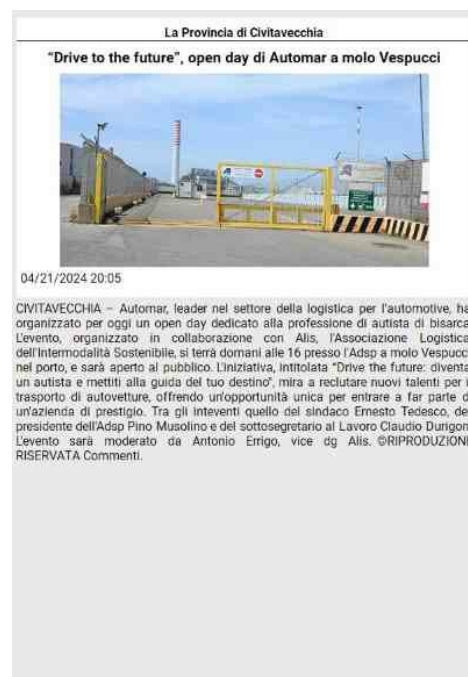 La Provincia di Civitavecchia
“Drive to the future”, open day di Automar a molo Vespucci
04/21/2024 20:05
CIVITAVECCHIA – Automar, leader nel settore della logistica per l'automotive, ha
organizzato per oggi un open day dedicato alla professione di autista di bisarca
L'evento, organizzato in collaborazione con Alis, l'Associazione Logistica
dell'Intermodalità Sostenibile, si terrà domani alle 16 presso l'Adsp a molo Vespucc
nel porto, e sarà aperto al pubblico. L'iniziativa, intitolata “Drive the future: diventa
un autista e mettiti alla guida del tuo destino”, mira a reclutare nuovi talenti per i
trasporto di autovetture, offrendo un'opportunità unica per entrare a far parte d
un'azienda di prestigio. Tra gli inteventi quello del sindaco Ernesto Tedesco, de
presidente dell'Adsp Pino Musolino e del sottosegretario al Lavoro Claudio Durigon
L'evento sarà moderato da Antonio Errigo, vice dg Alis. ©RIPRODUZION
RISERVATA Commenti.